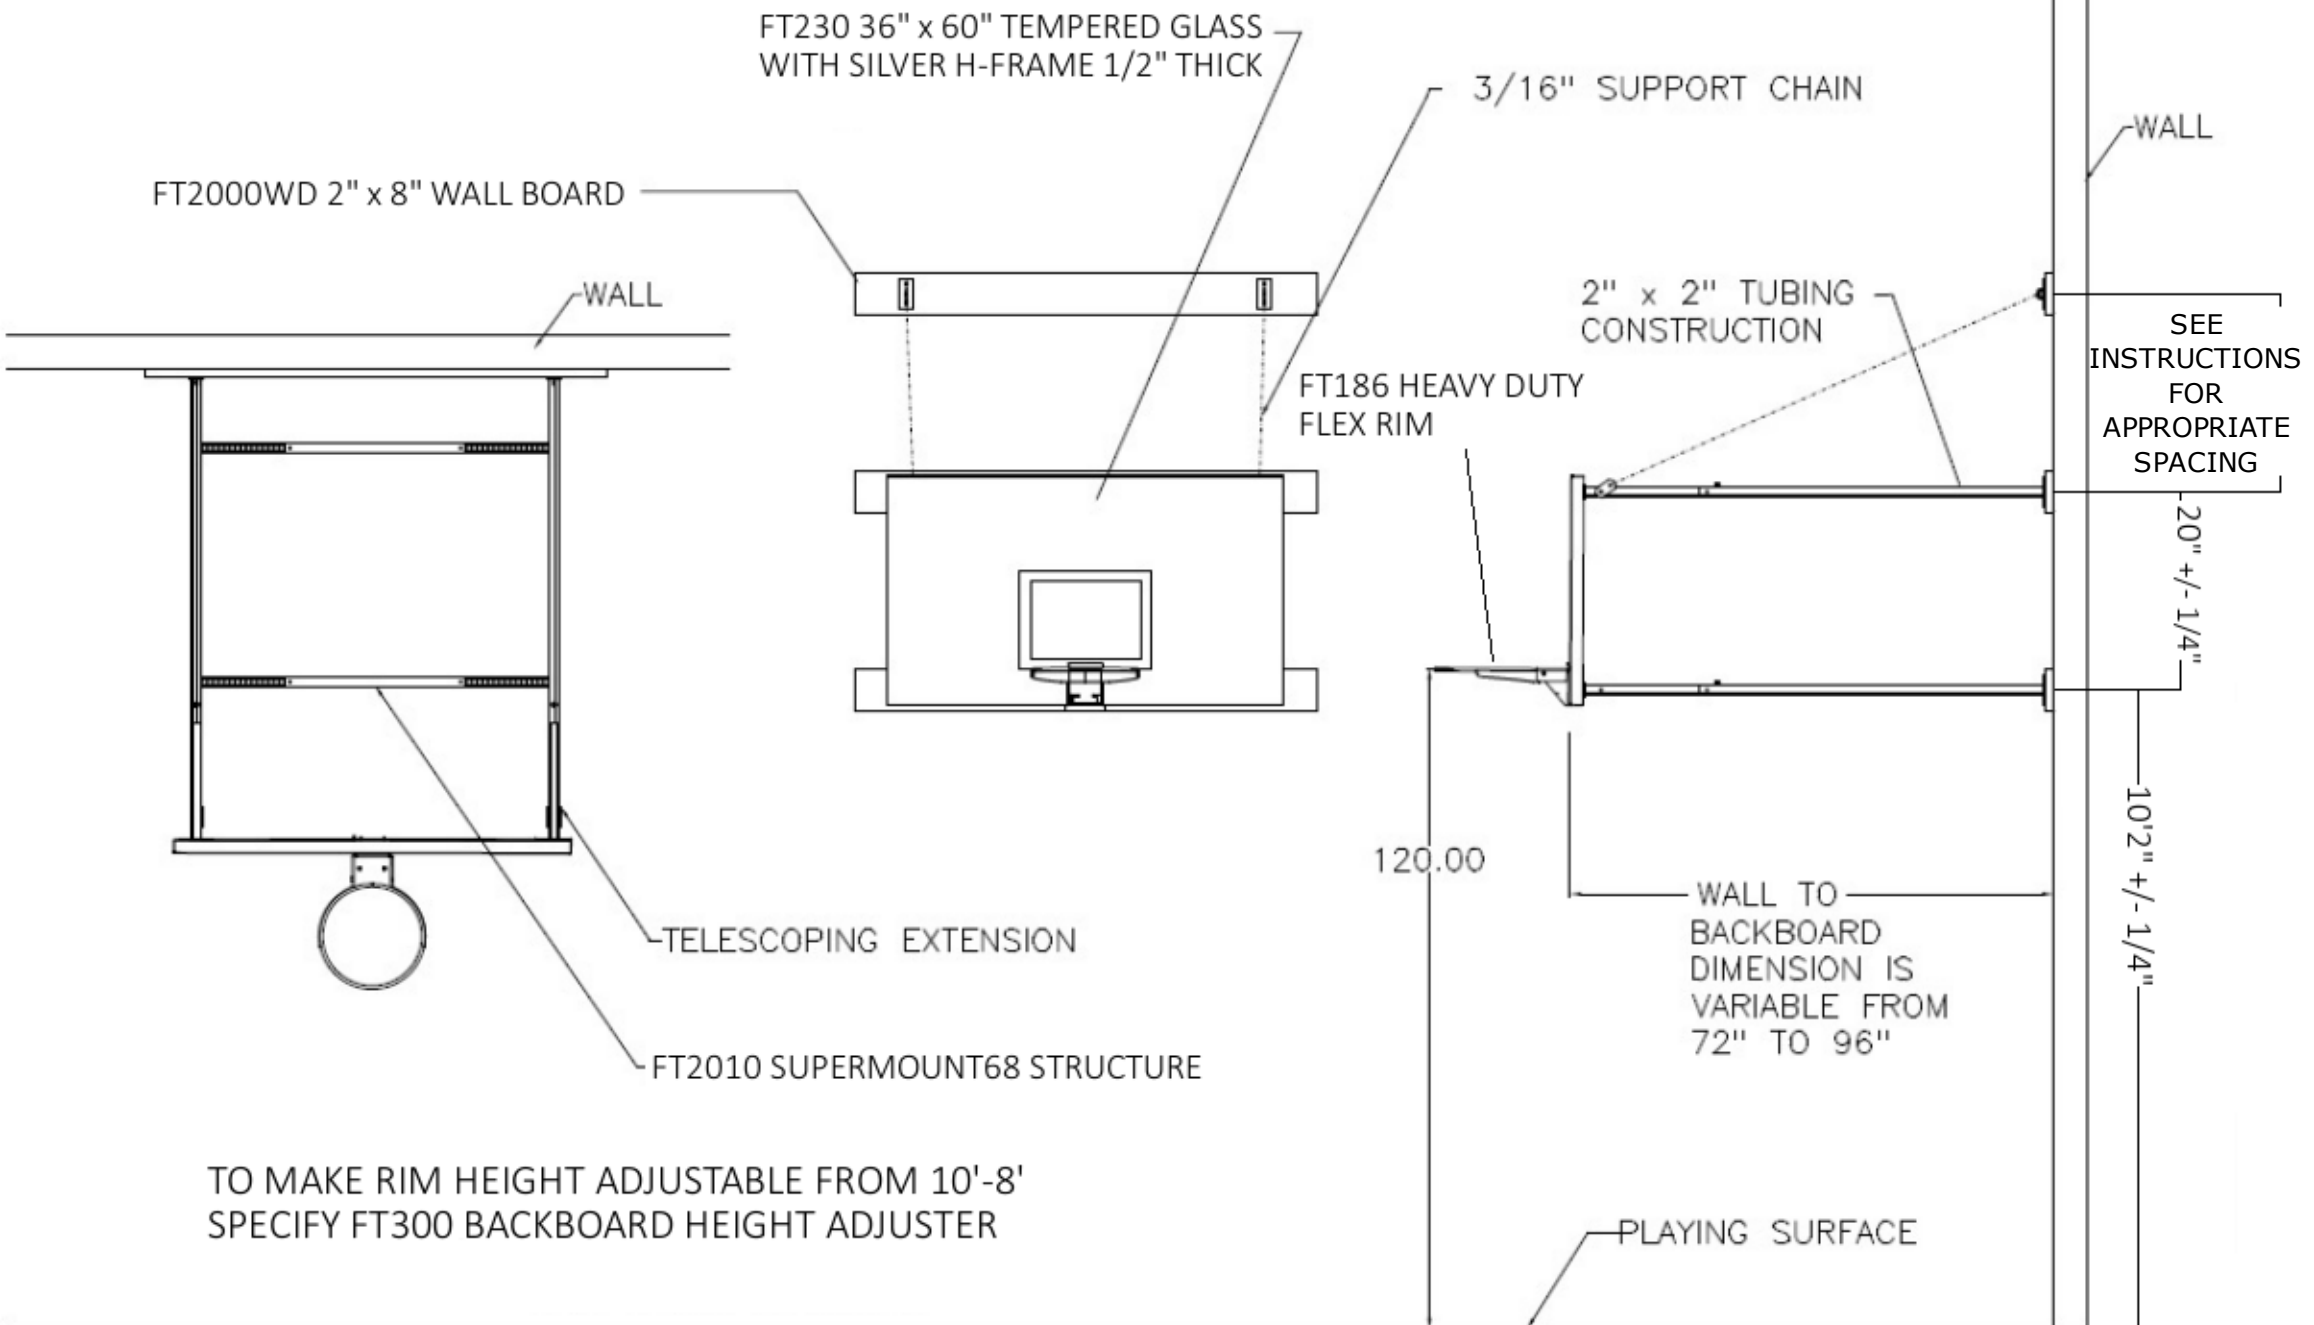 FT230 36" x 60" TEMPERED GLASS
WITH SILVER H-FRAME 1/2" THICK
3/16" SUPPORT CHAIN
WALL
FT2000WD 2" x 8" WALL BOARD
WALL
2" x 2" TUBING
CONSTRUCTION
SEE
INSTRUCTIONS
FOR
APPROPRIATE
SPACING
FT186 HEAVY DUTY
FLEX RIM
20" +/- 1/4"
10'2" +/- 1/4"
120.00
WALL TO
BACKBOARD
DIMENSION IS
VARIABLE FROM
72" TO 96"
TELESCOPING EXTENSION
FT2010 SUPERMOUNT68 STRUCTURE
TO MAKE RIM HEIGHT ADJUSTABLE FROM 10'-8'
SPECIFY FT300 BACKBOARD HEIGHT ADJUSTER
PLAYING SURFACE